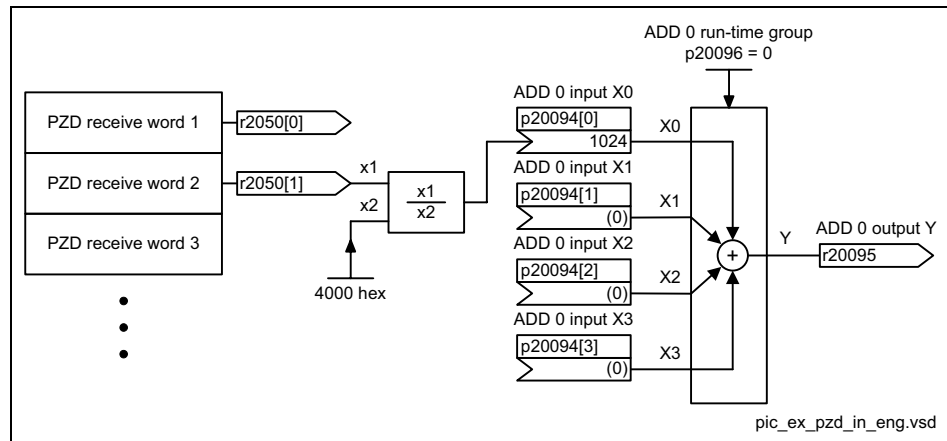 ADD 0 run-time group
p20096 = 0
PZD receive word 1
r2050[0]
PZD receive word 2
r2050[1]
PZD receive word 3
x1
x2
x1
x2
4000 hex
ADD 0 input X0
p20094[0]
1024
X0
ADD 0 input X1
p20094[1]
(0)
X1
ADD 0 input X2
p20094[2]
(0)
X2
ADD 0 input X3
p20094[3]
(0)
X3
+
Y
ADD 0 output Y
r20095
pic_ex_pzd_in_eng.vsd